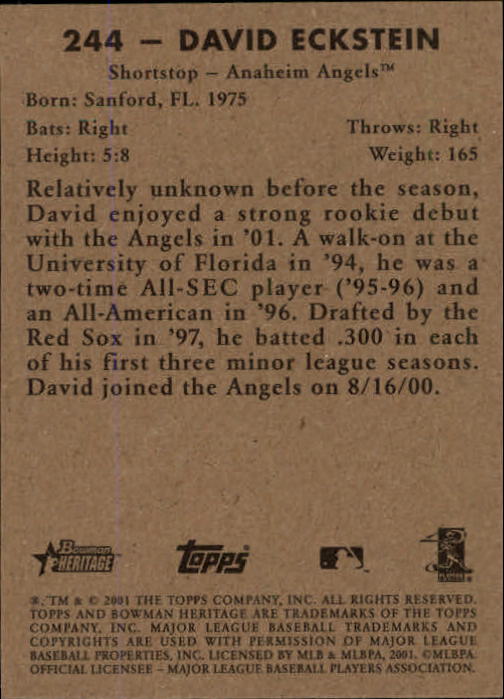 244 – DAVID ECKSTEIN
Shortstop – Anaheim Angels™
Born: Sanford, FL. 1975
Bats: Right Throws: Right
Height: 5:8 Weight: 165
Relatively unknown before the season,
David enjoyed a strong rookie debut
with the Angels in '01. A walk-on at the
University of Florida in '94, he was a
two-time All-SEC player ('95-96) and
an All-American in '96. Drafted by the
Red Sox in '97, he batted .300 in each
of his first three minor league seasons.
David joined the Angels on 8/16/00.
Bowman
HERITAGE
TOPPS
®, TM & © 2001 THE TOPPS COMPANY, INC. ALL RIGHTS RESERVED.
TOPPS AND BOWMAN HERITAGE ARE TRADEMARKS OF THE TOPPS
COMPANY, INC. MAJOR LEAGUE BASEBALL TRADEMARKS AND
COPYRIGHTS ARE USED WITH PERMISSION OF MAJOR LEAGUE
BASEBALL PROPERTIES, INC. LICENSED BY MLB & MLBPA, 2001. ©MLBPA
OFFICIAL LICENSEE – MAJOR LEAGUE BASEBALL PLAYERS ASSOCIATION.